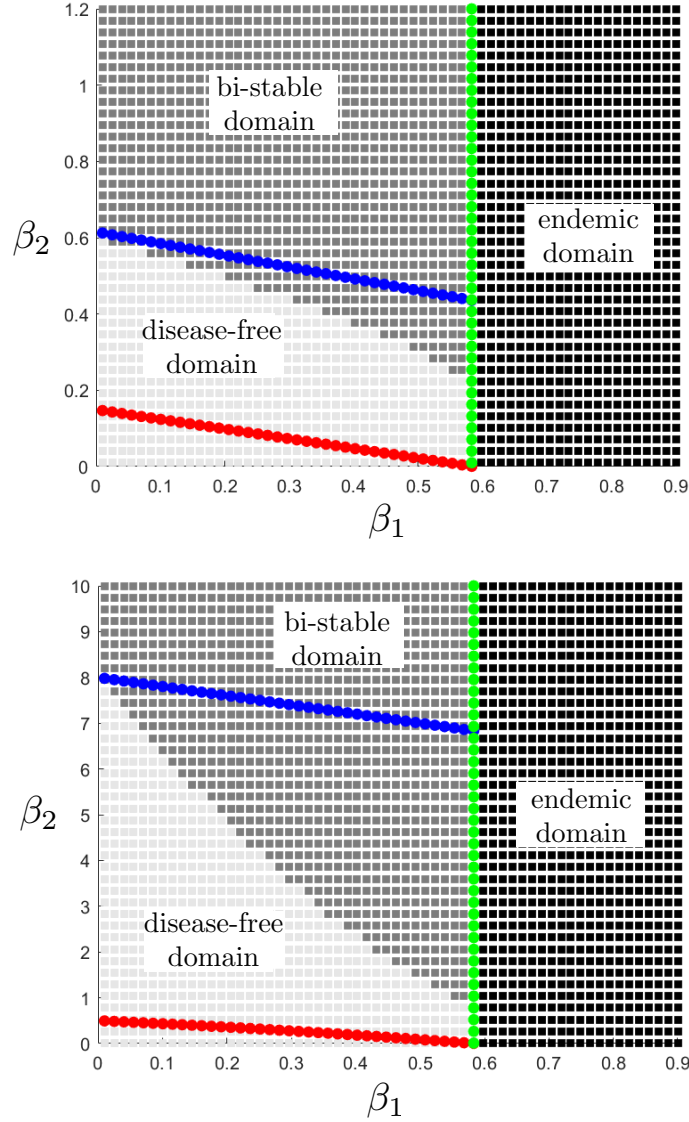 1.2
1
0.8
0.6
0.4
0.2
0
β₂
bi-stable
domain
endemic
domain
disease-free
domain
0 0.1 0.2 0.3 0.4 0.5 0.6 0.7 0.8 0.9
β₁
10
9
8
7
6
5
4
3
2
1
0
β₂
bi-stable
domain
endemic
domain
disease-free
domain
0 0.1 0.2 0.3 0.4 0.5 0.6 0.7 0.8 0.9
β₁